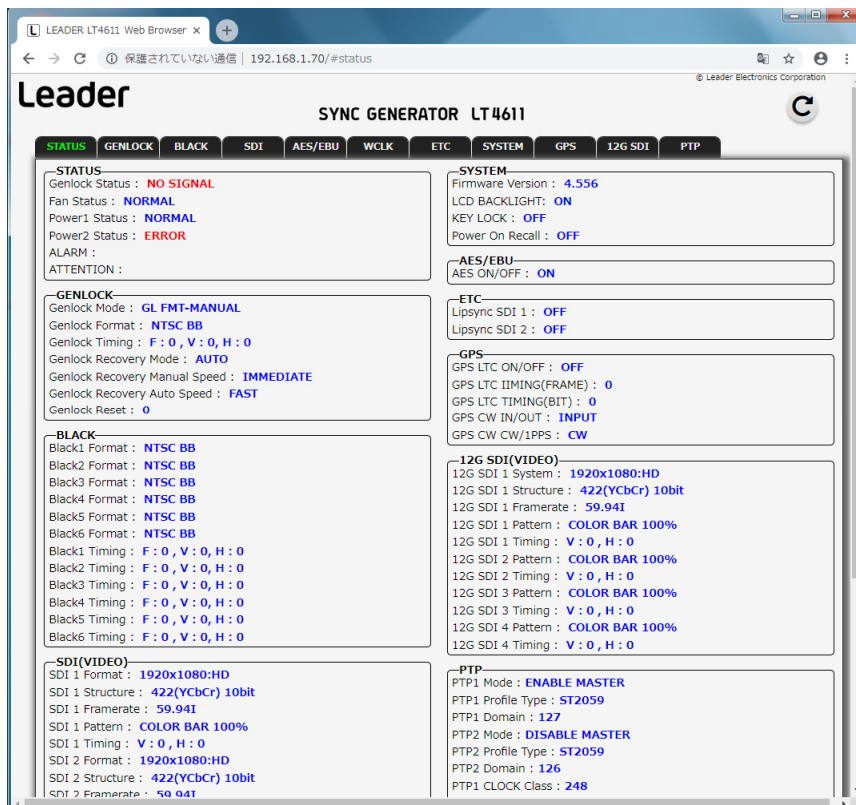 LEADER LT4611 Web Browser
保護されていない通信 | 192.168.1.70/#status
© Leader Electronics Corporation
Leader
SYNC GENERATOR LT4611
STATUS GENLOCK BLACK SDI AES/EBU WCLK ETC SYSTEM GPS 12G SDI PTP
STATUS
Genlock Status : NO SIGNAL
Fan Status : NORMAL
Power1 Status : NORMAL
Power2 Status : ERROR
ALARM :
ATTENTION :
GENLOCK
Genlock Mode : GL FMT-MANUAL
Genlock Format : NTSC BB
Genlock Timing : F : 0 , V : 0, H : 0
Genlock Recovery Mode : AUTO
Genlock Recovery Manual Speed : IMMEDIATE
Genlock Recovery Auto Speed : FAST
Genlock Reset : 0
BLACK
Black1 Format : NTSC BB
Black2 Format : NTSC BB
Black3 Format : NTSC BB
Black4 Format : NTSC BB
Black5 Format : NTSC BB
Black6 Format : NTSC BB
Black1 Timing : F : 0 , V : 0, H : 0
Black2 Timing : F : 0 , V : 0, H : 0
Black3 Timing : F : 0 , V : 0, H : 0
Black4 Timing : F : 0 , V : 0, H : 0
Black5 Timing : F : 0 , V : 0, H : 0
Black6 Timing : F : 0 , V : 0, H : 0
SDI(VIDEO)
SDI 1 Format : 1920x1080:HD
SDI 1 Structure : 422(YCbCr) 10bit
SDI 1 Framerate : 59.94I
SDI 1 Pattern : COLOR BAR 100%
SDI 1 Timing : V : 0 , H : 0
SDI 2 Format : 1920x1080:HD
SDI 2 Structure : 422(YCbCr) 10bit
SDI 2 Framerate : 59.94I
SYSTEM
Firmware Version : 4.556
LCD BACKLIGHT: ON
KEY LOCK : OFF
Power On Recall : OFF
AES/EBU
AES ON/OFF : ON
ETC
Lipsync SDI 1 : OFF
Lipsync SDI 2 : OFF
GPS
GPS LTC ON/OFF : OFF
GPS LTC IIMING(FRAME) : 0
GPS LTC TIMING(BIT) : 0
GPS CW IN/OUT : INPUT
GPS CW CW/1PPS : CW
12G SDI(VIDEO)
12G SDI 1 System : 1920x1080:HD
12G SDI 1 Structure : 422(YCbCr) 10bit
12G SDI 1 Framerate : 59.94I
12G SDI 1 Pattern : COLOR BAR 100%
12G SDI 1 Timing : V : 0 , H : 0
12G SDI 2 Pattern : COLOR BAR 100%
12G SDI 2 Timing : V : 0 , H : 0
12G SDI 3 Pattern : COLOR BAR 100%
12G SDI 3 Timing : V : 0 , H : 0
12G SDI 4 Pattern : COLOR BAR 100%
12G SDI 4 Timing : V : 0 , H : 0
PTP
PTP1 Mode : ENABLE MASTER
PTP1 Profile Type : ST2059
PTP1 Domain : 127
PTP2 Mode : DISABLE MASTER
PTP2 Profile Type : ST2059
PTP2 Domain : 126
PTP1 CLOCK Class : 248